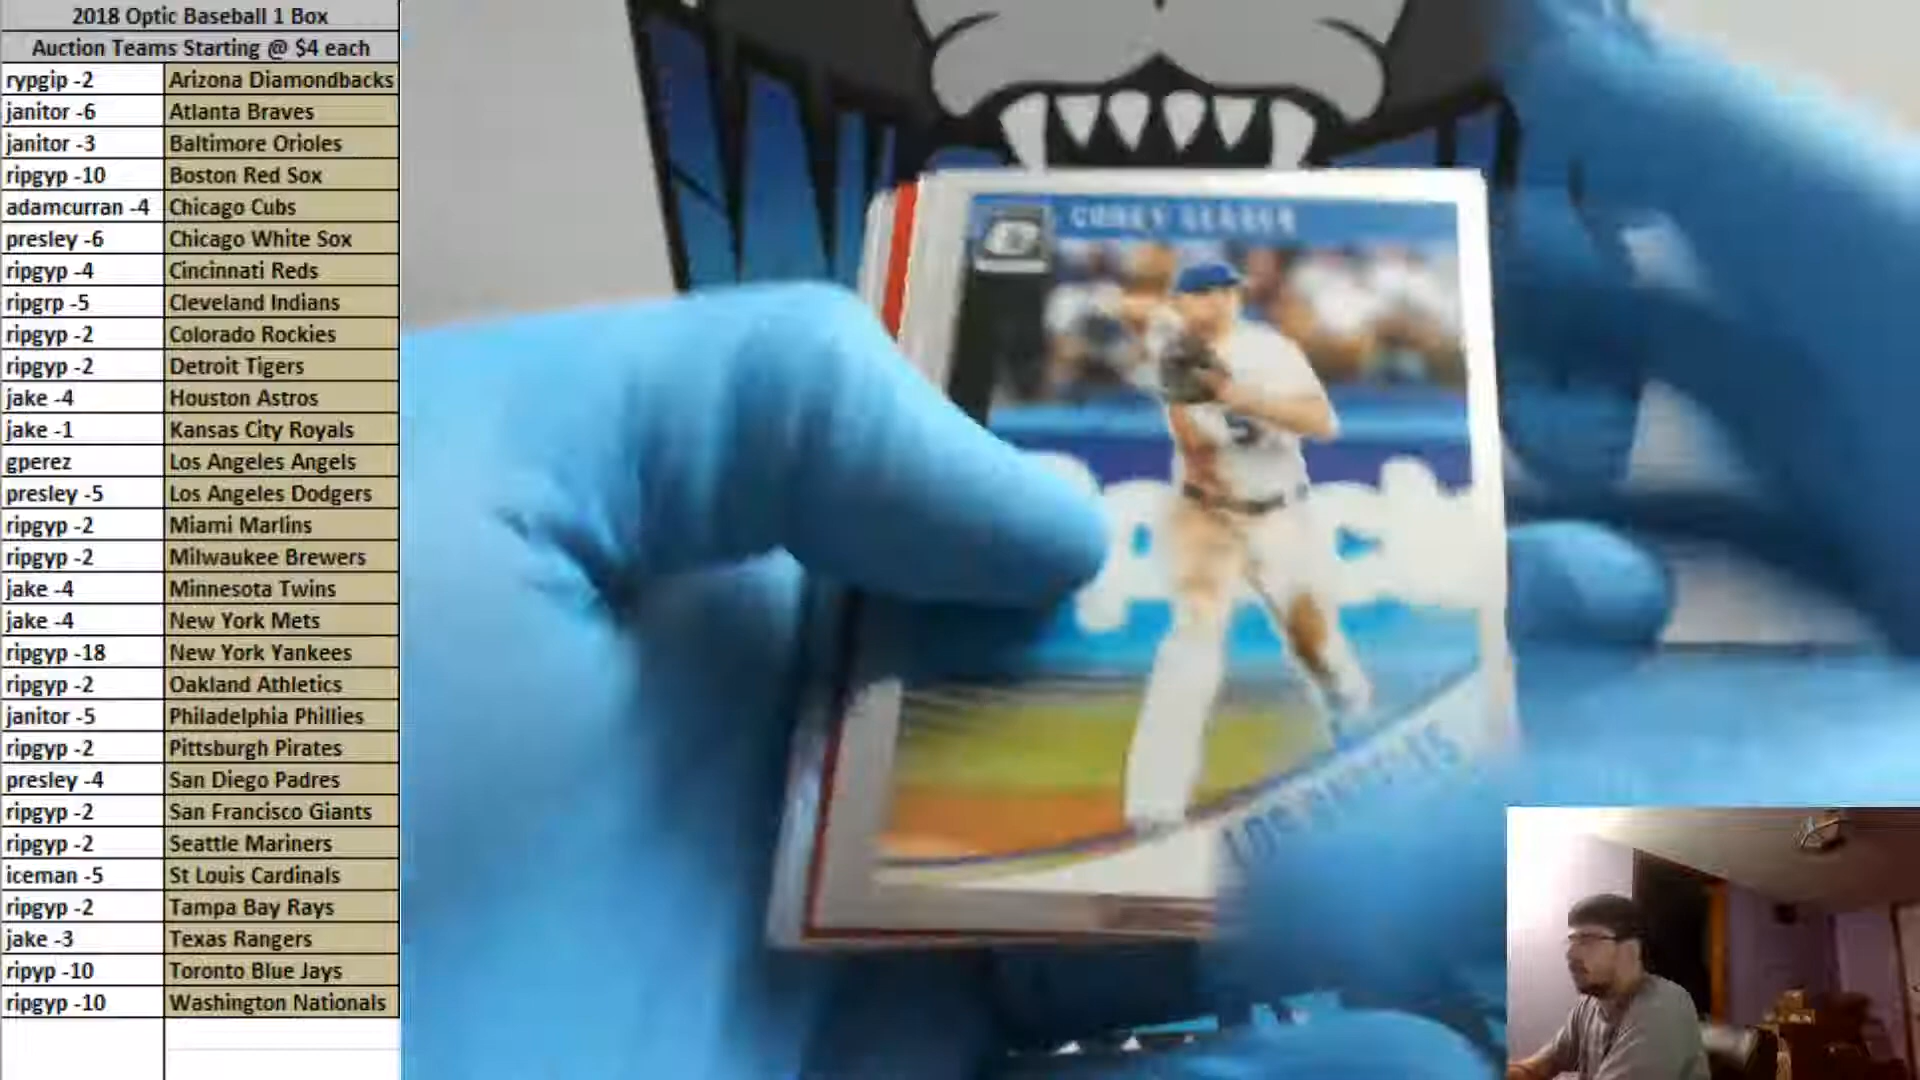 2018 Optic Baseball 1 Box
Auction Teams Starting @ $4 each
rypgip -2 Arizona Diamondbacks
janitor -6 Atlanta Braves
janitor -3 Baltimore Orioles
ripgyp -10 Boston Red Sox
adamcurran -4 Chicago Cubs
presley -6 Chicago White Sox
ripgyp -4 Cincinnati Reds
ripgrp -5 Cleveland Indians
ripgyp -2 Colorado Rockies
ripgyp -2 Detroit Tigers
jake -4 Houston Astros
jake -1 Kansas City Royals
gperez Los Angeles Angels
presley -5 Los Angeles Dodgers
ripgyp -2 Miami Marlins
ripgyp -2 Milwaukee Brewers
jake -4 Minnesota Twins
jake -4 New York Mets
ripgyp -18 New York Yankees
ripgyp -2 Oakland Athletics
janitor -5 Philadelphia Phillies
ripgyp -2 Pittsburgh Pirates
presley -4 San Diego Padres
ripgyp -2 San Francisco Giants
ripgyp -2 Seattle Mariners
iceman -5 St Louis Cardinals
ripgyp -2 Tampa Bay Rays
jake -3 Texas Rangers
ripyp -10 Toronto Blue Jays
ripgyp -10 Washington Nationals
COREY SEAGER